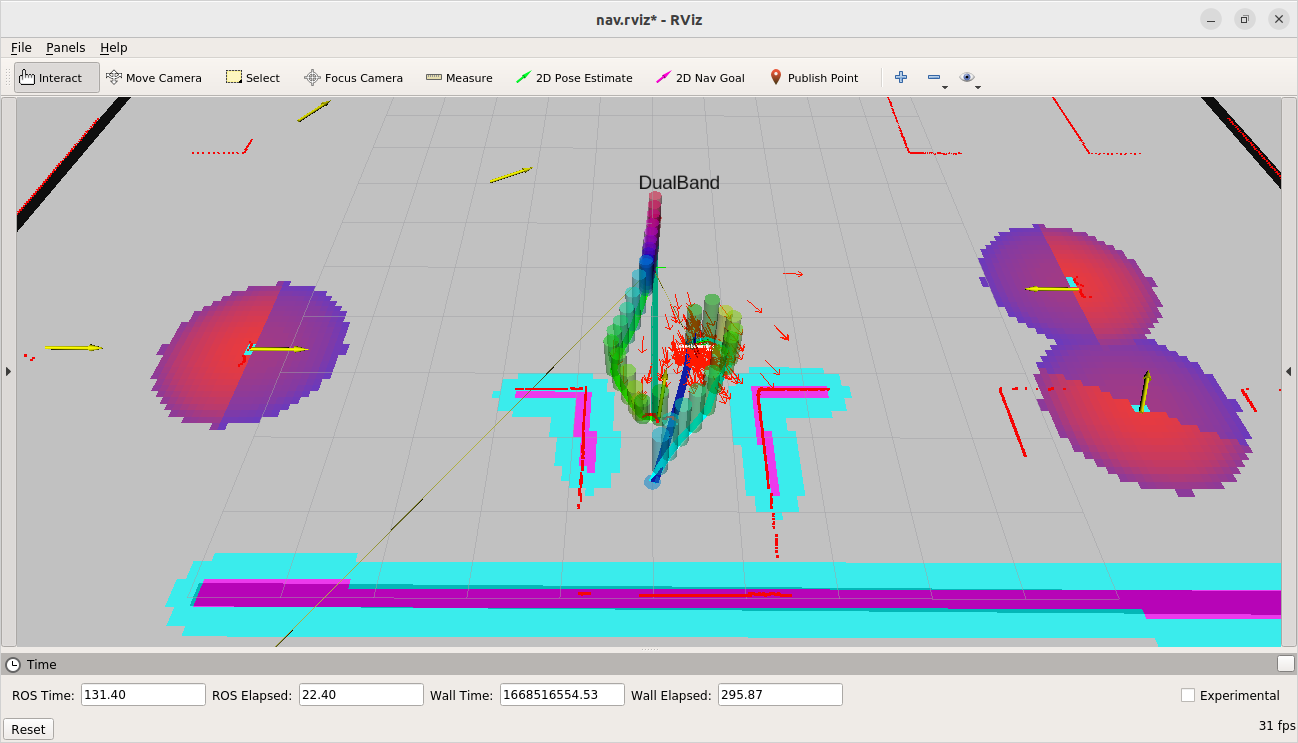 nav.rviz* - RViz
File Panels Help
Interact Move Camera Select Focus Camera Measure 2D Pose Estimate 2D Nav Goal Publish Point
DualBand
Time
ROS Time: 131.40 ROS Elapsed: 22.40 Wall Time: 1668516554.53 Wall Elapsed: 295.87 Experimental
Reset 31 fps